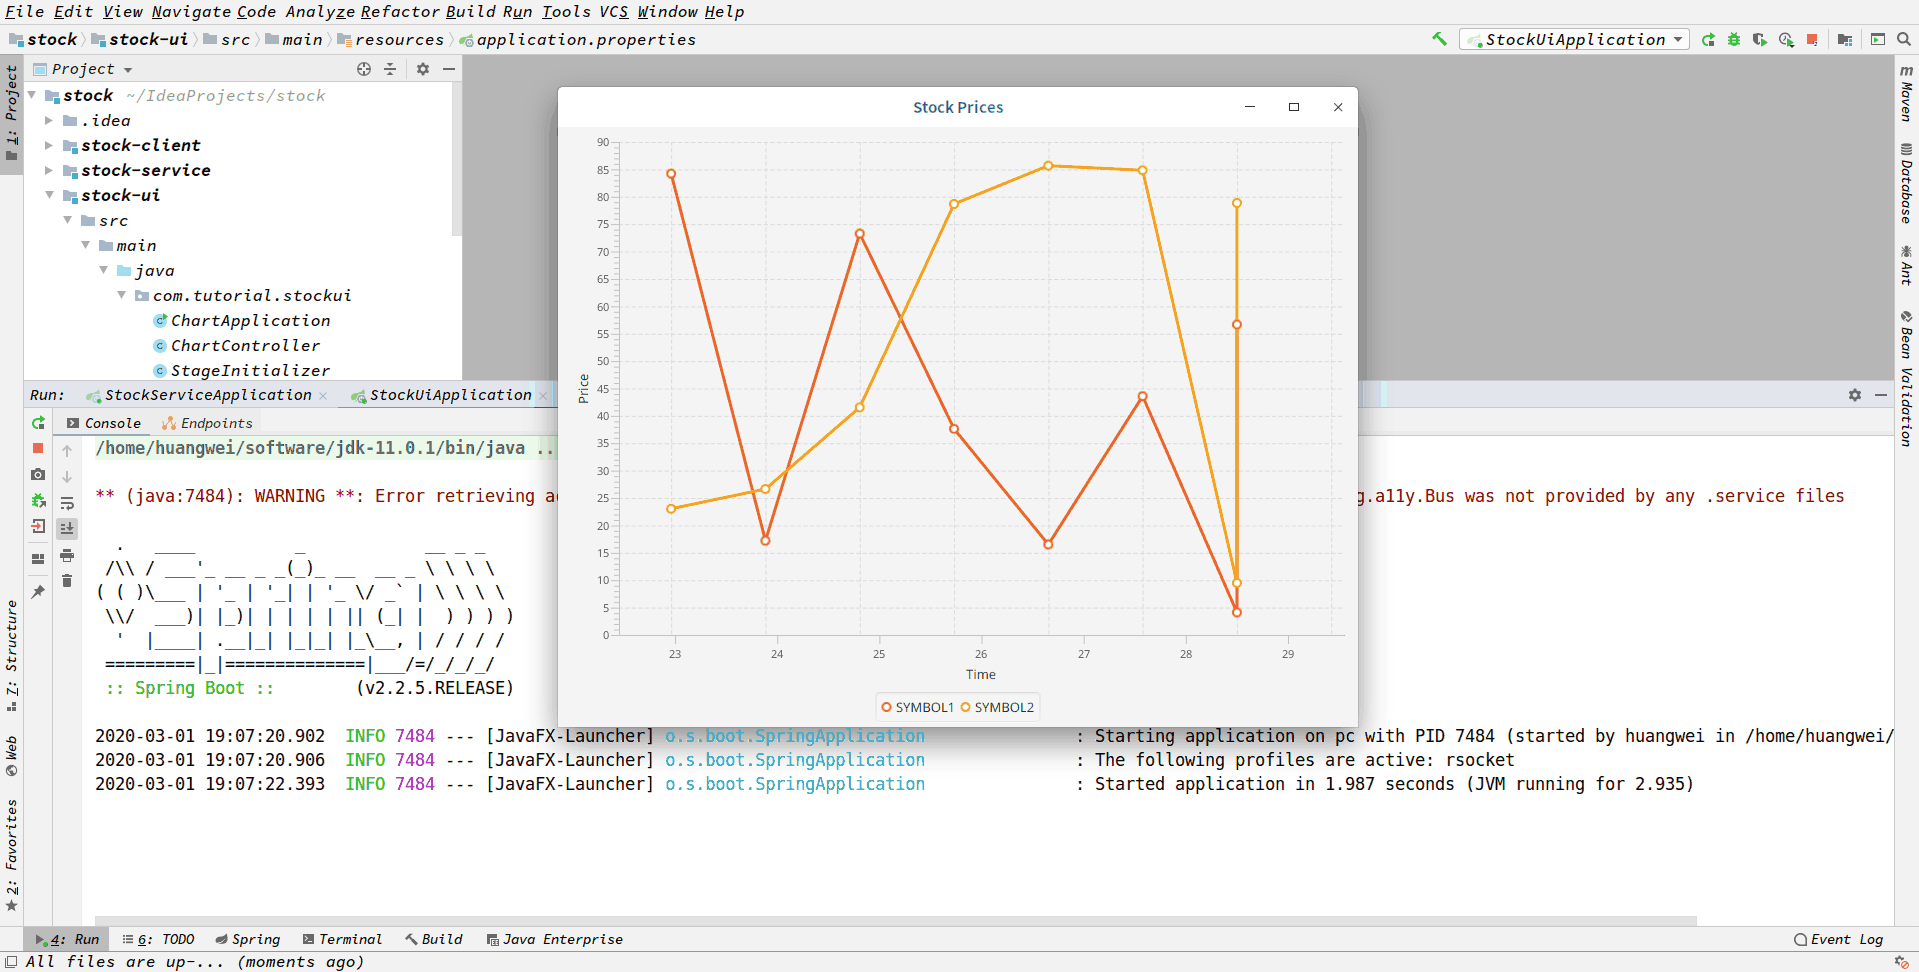 File Edit View Navigate Code Analyze Refactor Build Run Tools VCS Window Help
stock stock-ui src main resources application.properties StockUiApplication
1: Project
Project
stock ~/IdeaProjects/stock
.idea
stock-client
stock-service
stock-ui
src
main
java
com.tutorial.stockui
ChartApplication
ChartController
StageInitializer
Stock Prices
90
85
80
75
70
65
60
55
50
45
40
35
30
25
20
15
10
5
0
Price
23 24 25 26 27 28 29
Time
SYMBOL1 SYMBOL2
m Maven
Database
Ant
Bean Validation
Run: StockServiceApplication StockUiApplication
Console Endpoints
/home/huangwei/software/jdk-11.0.1/bin/java ..
** (java:7484): WARNING **: Error retrieving a g.a11y.Bus was not provided by any .service files
  .   ____          _            __ _ _
 /\\ / ___'_ __ _ _(_)_ __  __ _ \ \ \ \
( ( )\___ | '_ | '_| | '_ \/ _` | \ \ \ \
 \\/  ___)| |_)| | | | | || (_| |  ) ) ) )
  '  |____| .__|_| |_|_| |_\__, | / / / /
 =========|_|==============|___/=/_/_/_/
:: Spring Boot :: (v2.2.5.RELEASE)
2020-03-01 19:07:20.902 INFO 7484 --- [JavaFX-Launcher] o.s.boot.SpringApplication : Starting application on pc with PID 7484 (started by huangwei in /home/huangwei/
2020-03-01 19:07:20.906 INFO 7484 --- [JavaFX-Launcher] o.s.boot.SpringApplication : The following profiles are active: rsocket
2020-03-01 19:07:22.393 INFO 7484 --- [JavaFX-Launcher] o.s.boot.SpringApplication : Started application in 1.987 seconds (JVM running for 2.935)
7: Structure
Web
2: Favorites
4: Run 6: TODO Spring Terminal Build Java Enterprise Event Log
All files are up-... (moments ago)